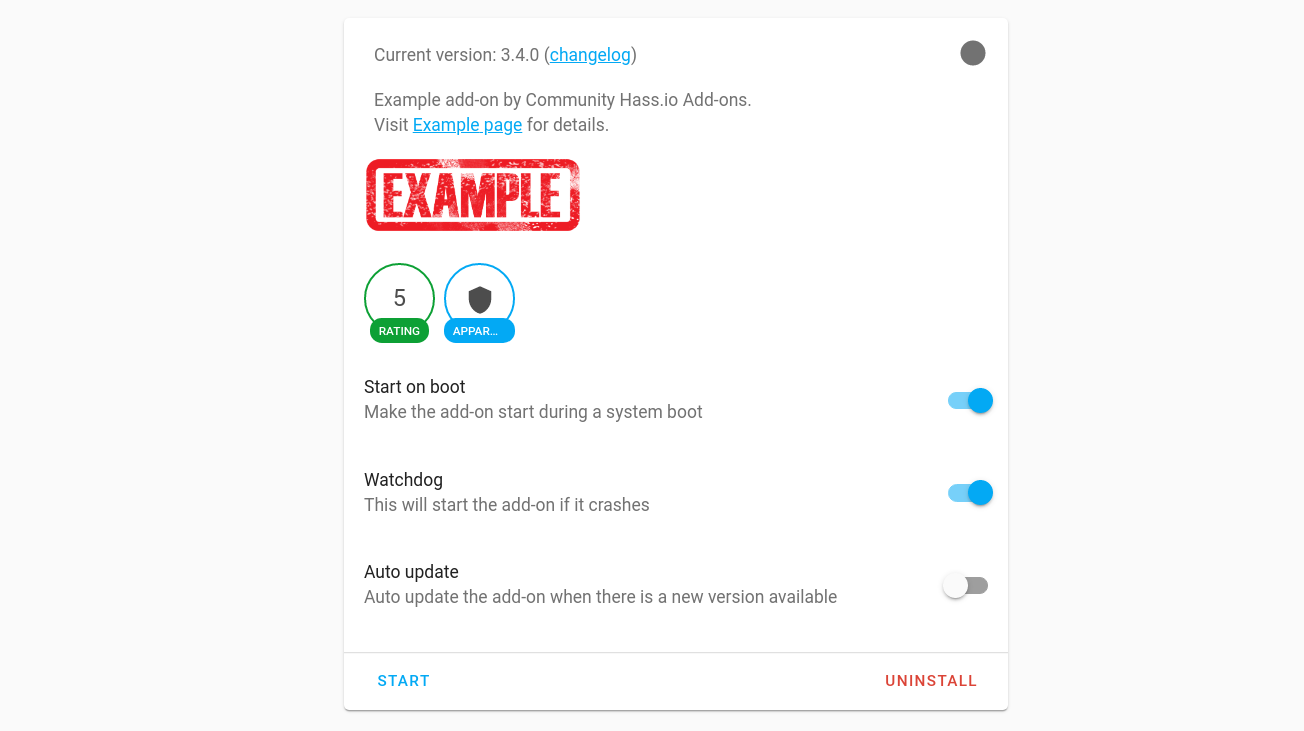 Current version: 3.4.0 (changelog)
Example add-on by Community Hass.io Add-ons.
Visit Example page for details.
EXAMPLE
5
RATING
APPAR...
Start on boot
Make the add-on start during a system boot
Watchdog
This will start the add-on if it crashes
Auto update
Auto update the add-on when there is a new version available
START
UNINSTALL